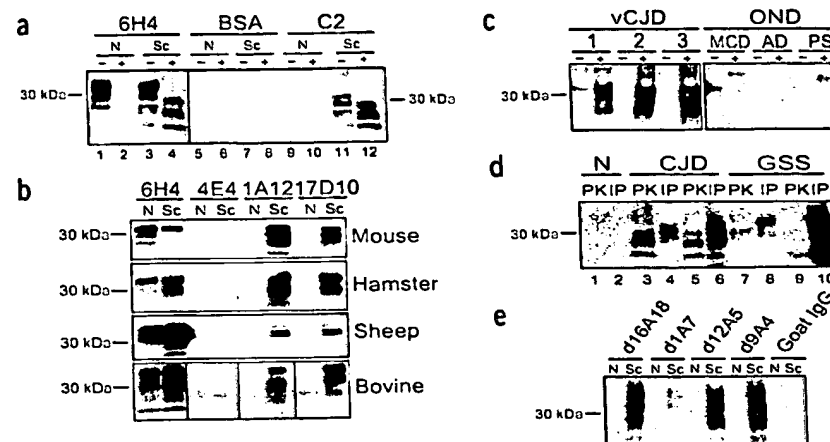 a
6H4 BSA C2
N Sc N Sc N Sc
− + − + − + − + − + − +
30 kDa
30 kDa
1 2 3 4 5 6 7 8 9 10 11 12
b
6H4 4E4 1A12 17D10
N Sc N Sc N Sc N Sc
30 kDa Mouse
30 kDa Hamster
30 kDa Sheep
30 kDa Bovine
c
vCJD OND
1 2 3 MCD AD PS
− + − + − + − + − + − +
30 kDa
d
N CJD GSS
PK IP PK IP PK IP PK IP PK IP
30 kDa
1 2 3 4 5 6 7 8 9 10
e
d16A18 d1A7 d12A5 d9A4 Goat IgG
N Sc N Sc N Sc N Sc N Sc
30 kDa